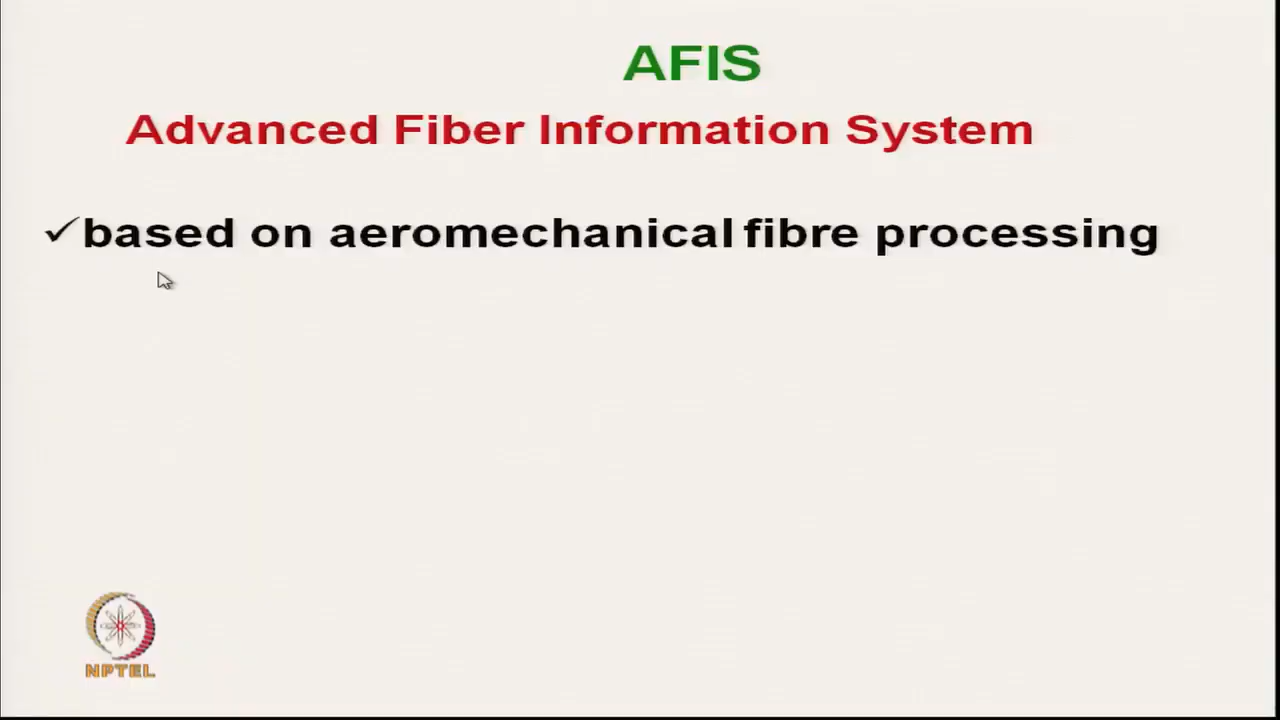 AFIS
Advanced Fiber Information System
✓based on aeromechanical fibre processing
NPTEL